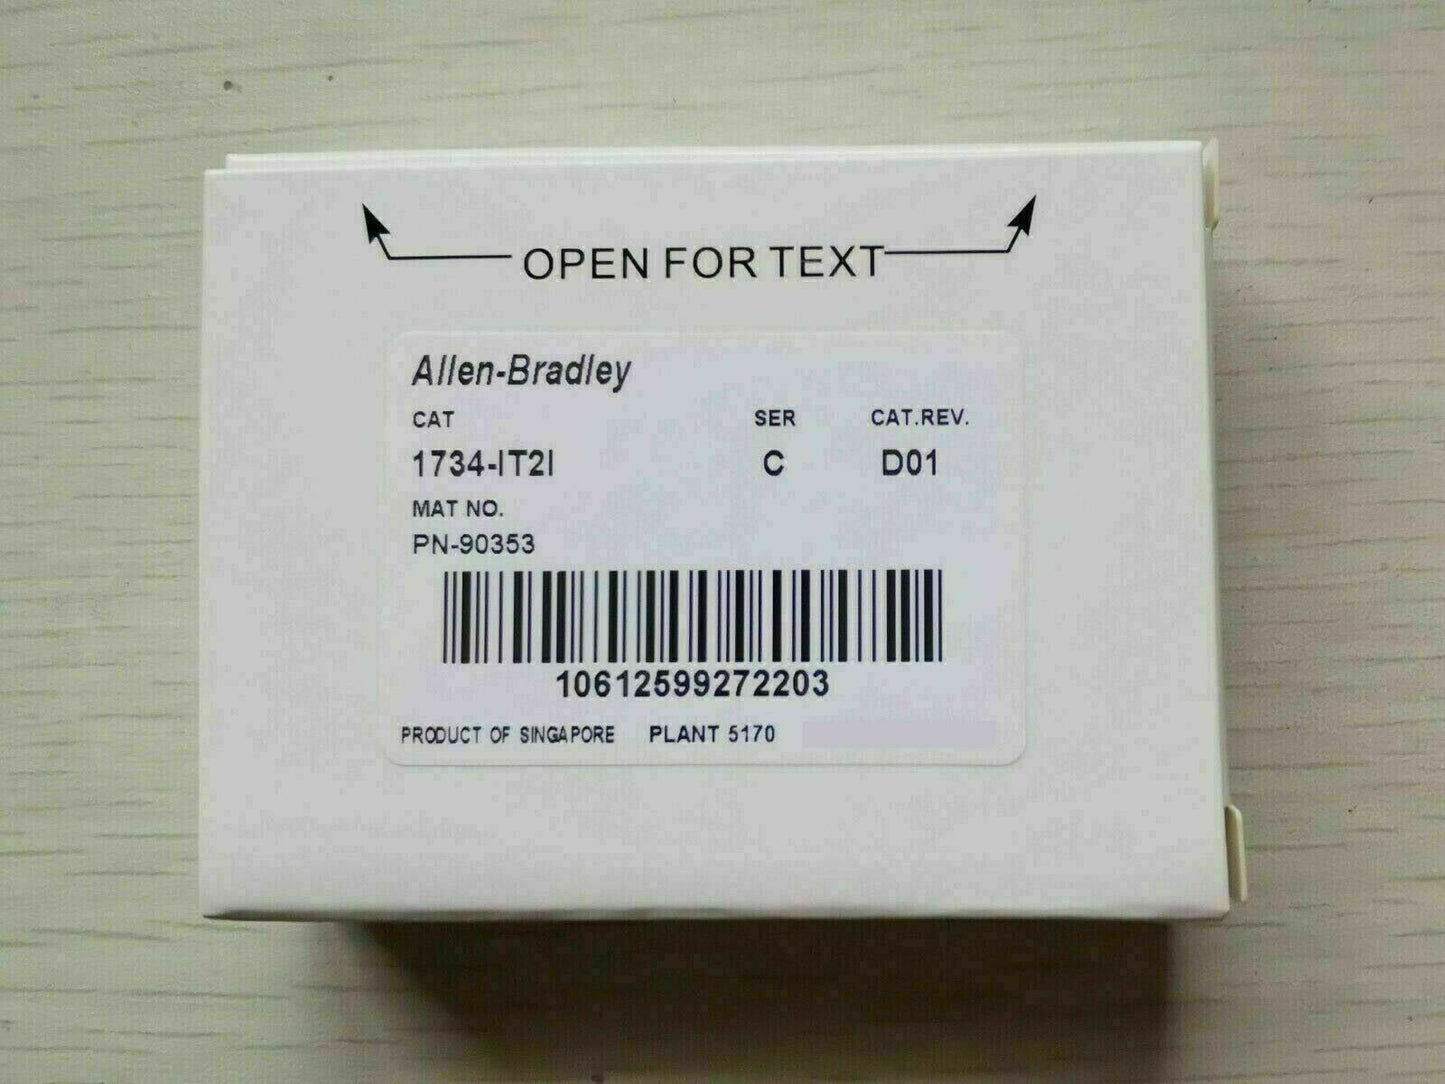 OPEN FOR TEXT
Allen-Bradley
CAT SER CAT.REV.
1734-IT2I C D01
MAT NO.
PN-90353
10612599272203
PRODUCT OF SINGAPORE PLANT 5170